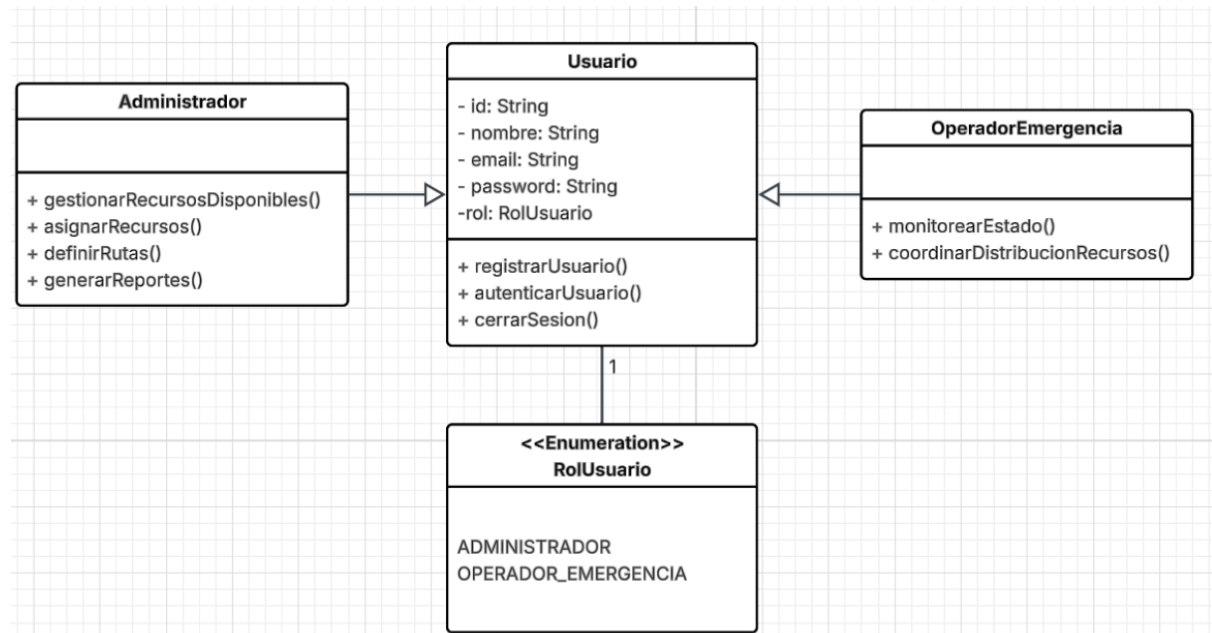 Administrador
+ gestionarRecursosDisponibles()
+ asignarRecursos()
+ definirRutas()
+ generarReportes()
Usuario
- id: String
- nombre: String
- email: String
- password: String
-rol: RolUsuario
+ registrarUsuario()
+ autenticarUsuario()
+ cerrarSesion()
OperadorEmergencia
+ monitorearEstado()
+ coordinarDistribucionRecursos()
1
<<Enumeration>>
RolUsuario
ADMINISTRADOR
OPERADOR_EMERGENCIA